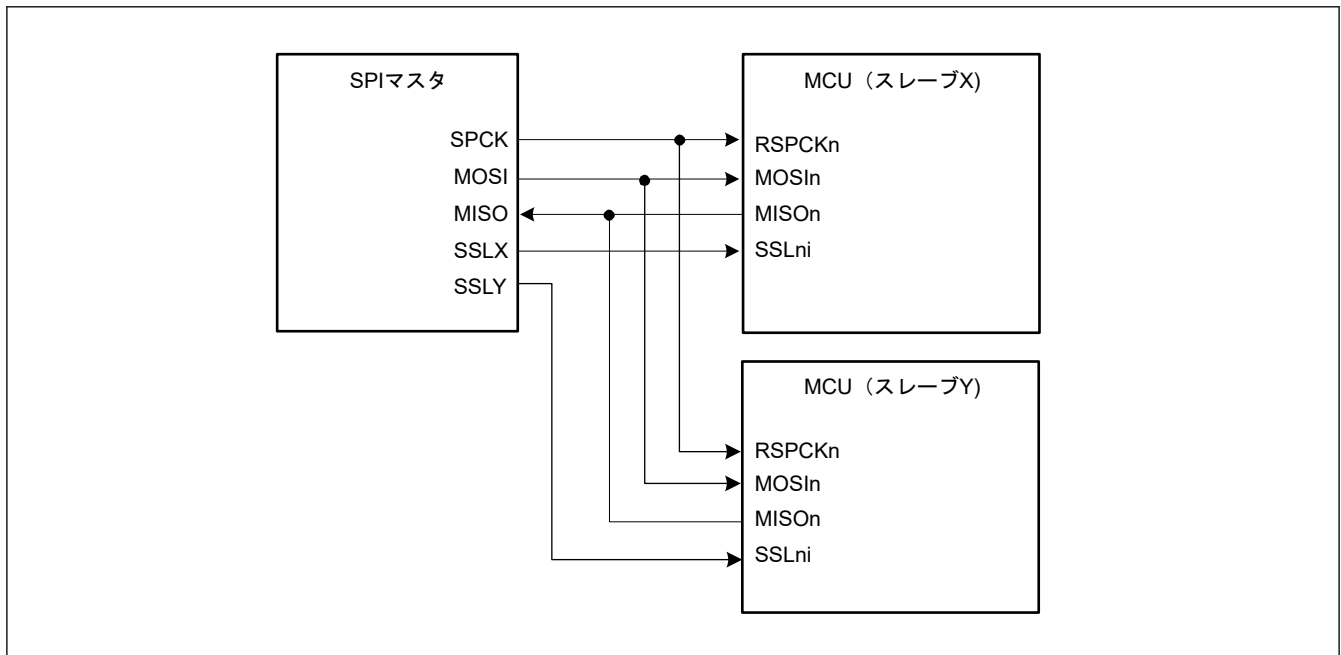 SPIマスタ
SPCK
MOSI
MISO
SSLX
SSLY
MCU（スレーブX)
RSPCKn
MOSIn
MISOn
SSLni
MCU（スレーブY)
RSPCKn
MOSIn
MISOn
SSLni